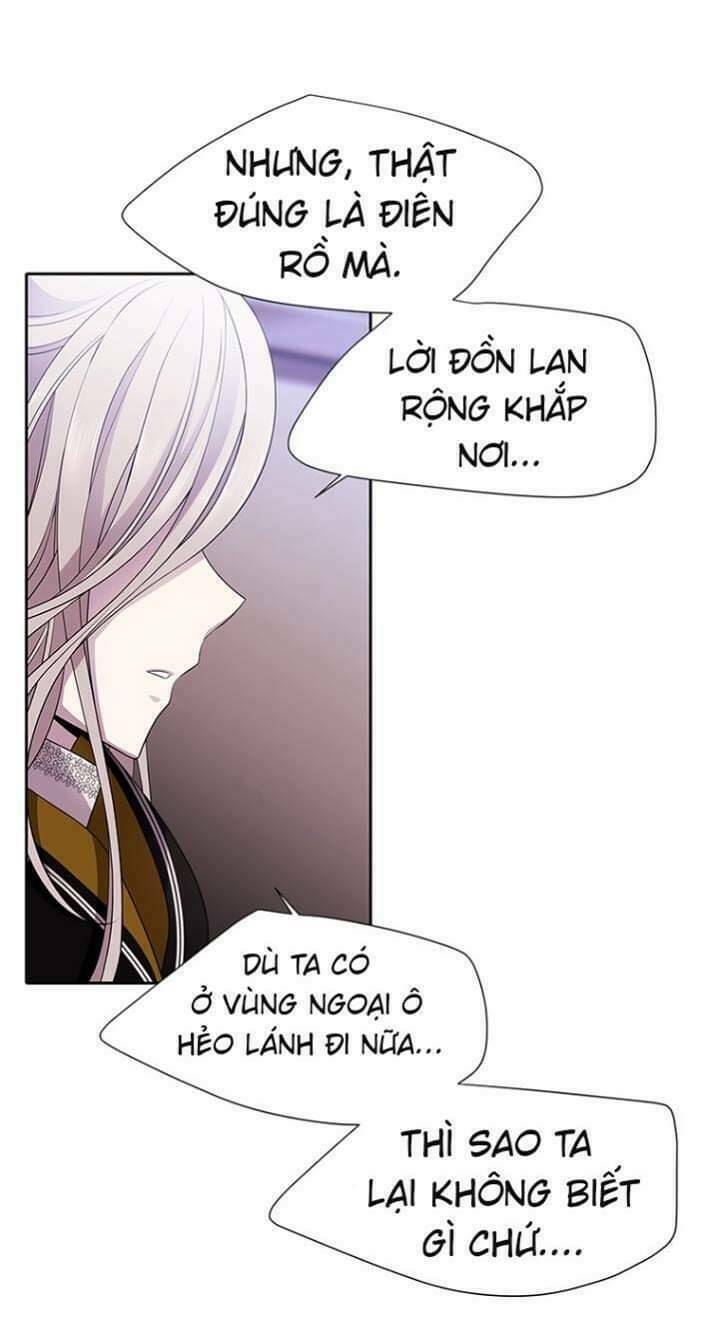 NHƯNG, THẬT
ĐÚNG LÀ ĐIÊN
RỒ MÀ.
LỜI ĐỒN LAN
RỘNG KHẮP
NƠI...
DÙ TA CÓ
Ở VÙNG NGOẠI Ô
HẺO LÁNH ĐI NỮA...
THÌ SAO TA
LẠI KHÔNG BIẾT
GÌ CHỨ....